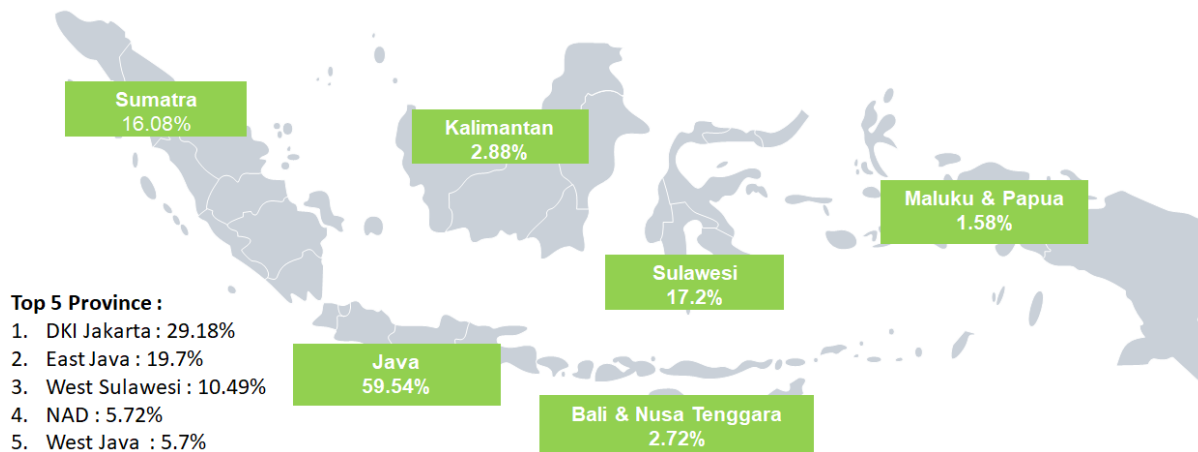 Sumatra
16.08%
Kalimantan
2.88%
Maluku & Papua
1.58%
Sulawesi
17.2%
Top 5 Province :
1. DKI Jakarta : 29.18%
2. East Java : 19.7%
3. West Sulawesi : 10.49%
4. NAD : 5.72%
5. West Java : 5.7%
Java
59.54%
Bali & Nusa Tenggara
2.72%